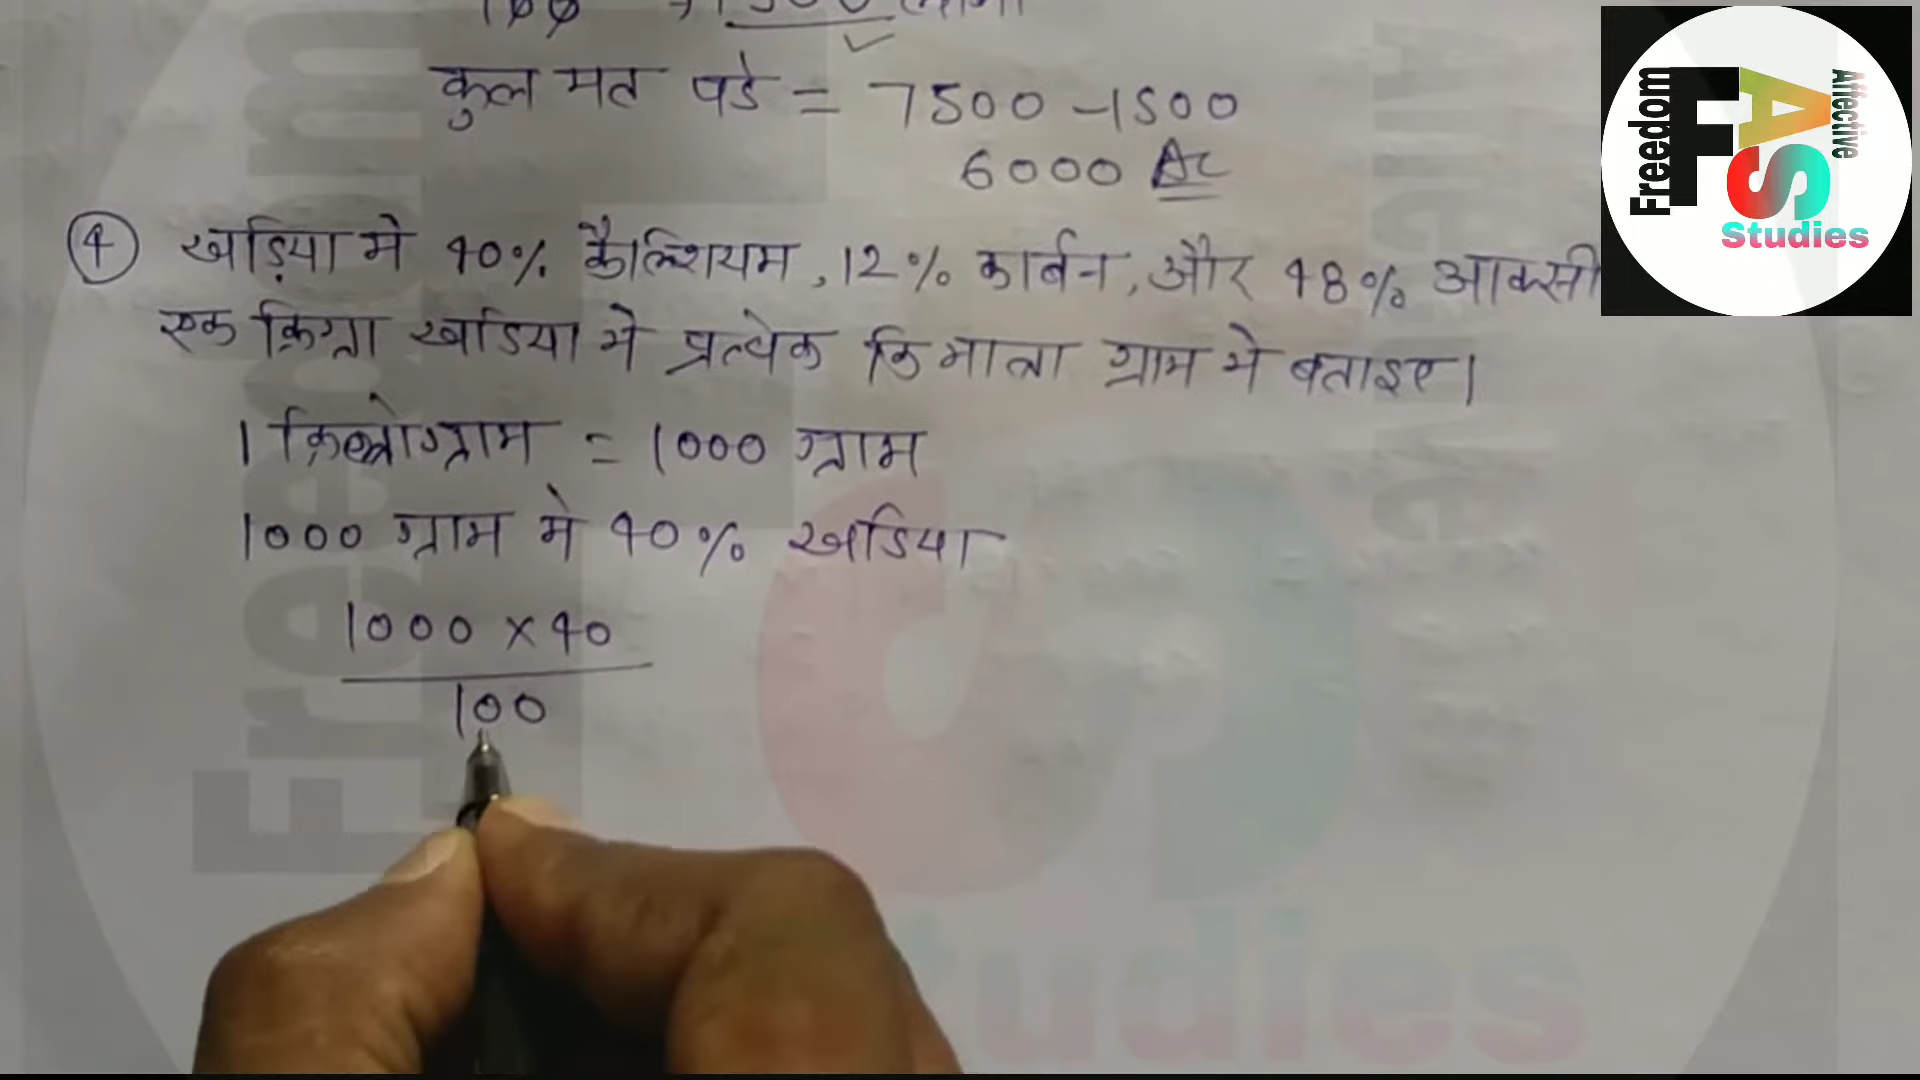 कुल मत पडे = 7500 - 1500
6000
④ खड़िया मे 40% कैल्शियम, 12% कार्बन, और 48% आक्सी
एक किग्रा खडिया मे प्रत्येक कि मात्रा ग्राम मे बताइए।
1 किलोग्राम = 1000 ग्राम
1000 ग्राम मे 40% खडिया
1000 × 40
100
Freedom
FAS
Affective
Studies